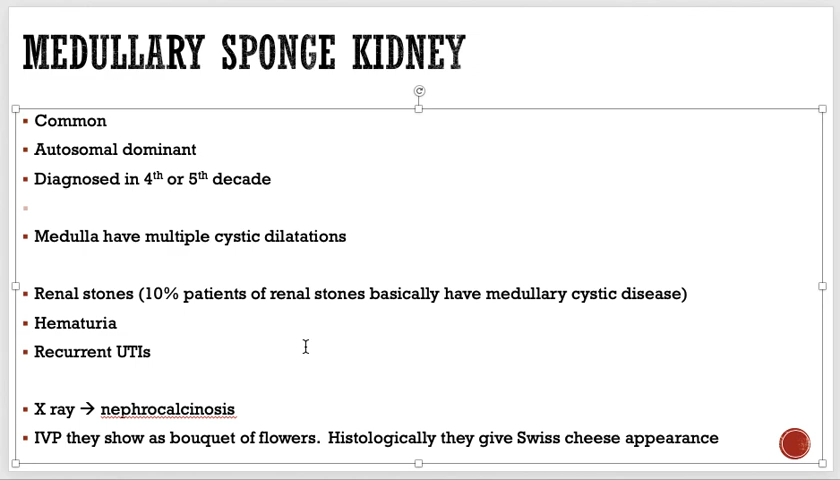 MEDULLARY SPONGE KIDNEY
▪ Common
▪ Autosomal dominant
▪ Diagnosed in 4th or 5th decade
▪ Medulla have multiple cystic dilatations
▪ Renal stones (10% patients of renal stones basically have medullary cystic disease)
▪ Hematuria
▪ Recurrent UTIs
▪ X ray → nephrocalcinosis
▪ IVP they show as bouquet of flowers. Histologically they give Swiss cheese appearance